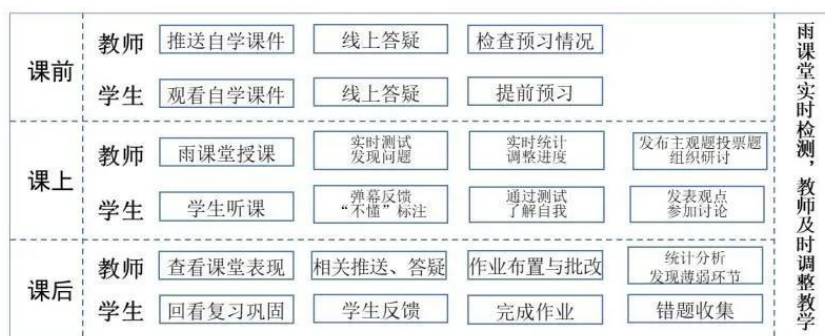 课前
教师 推送自学课件 线上答疑 检查预习情况
学生 观看自学课件 线上答疑 提前预习
课上
教师 雨课堂授课 实时测试 实时统计 发布主观题投票题
发现问题 调整进度 组织研讨
学生 学生听课 弹幕反馈 通过测试 发表观点
“不懂”标注 了解自我 参加讨论
课后
教师 查看课堂表现 相关推送、答疑 作业布置与批改 统计分析
发现薄弱环节
学生 回看复习巩固 学生反馈 完成作业 错题收集
雨课堂实时检测，教师及时调整教学